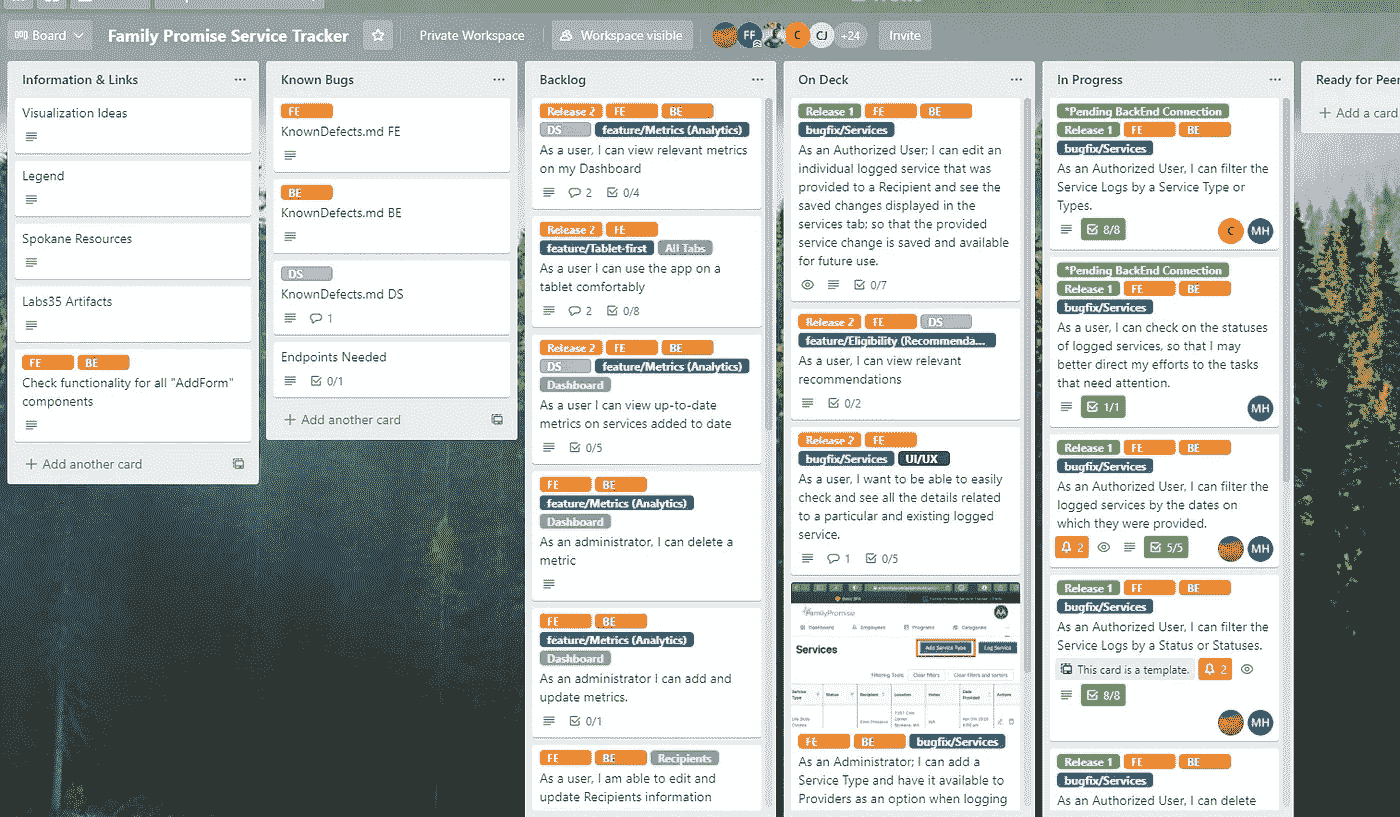 Board
Family Promise Service Tracker
Private Workspace
Workspace visible
FF
C
CJ
+24
Invite
Information & Links
Visualization Ideas
Legend
Spokane Resources
Labs35 Artifacts
FE BE
Check functionality for all "AddForm"
components
+ Add another card
Known Bugs
FE
KnownDefects.md FE
BE
KnownDefects.md BE
DS
KnownDefects.md DS
1
Endpoints Needed
0/1
+ Add another card
Backlog
Release 2 FE BE
DS feature/Metrics (Analytics)
As a user, I can view relevant metrics
on my Dashboard
2 0/4
Release 2 FE
feature/Tablet-first All Tabs
As a user I can use the app on a
tablet comfortably
2 0/8
Release 2 FE BE
DS feature/Metrics (Analytics)
Dashboard
As a user I can view up-to-date
metrics on services added to date
0/5
FE BE
feature/Metrics (Analytics)
Dashboard
As an administrator, I can delete a
metric
FE BE
feature/Metrics (Analytics)
Dashboard
As an administrator I can add and
update metrics.
0/1
FE BE Recipients
As a user, I am able to edit and
update Recipients information
On Deck
Release 1 FE BE
bugfix/Services
As an Authorized User; I can edit an
individual logged service that was
provided to a Recipient and see the
saved changes displayed in the
services tab; so that the provided
service change is saved and available
for future use.
0/7
Release 2 FE DS
feature/Eligibility (Recommenda...
As a user, I can view relevant
recommendations
0/2
Release 2 FE
bugfix/Services UI/UX
As a user, I want to be able to easily
check and see all the details related
to a particular and existing logged
service.
1 0/5
FamilyPromise
Dashboard Employees Programs Categories
Services
Add Service Type Log Service
Filtering Tools Clear filters Clear filters and sorters
Service Type Status Recipient Location Notes Date Provided Actions
FE BE bugfix/Services
As an Administrator; I can add a
Service Type and have it available to
Providers as an option when logging
In Progress
*Pending BackEnd Connection
Release 1 FE BE
bugfix/Services
As an Authorized User, I can filter the
Service Logs by a Service Type or
Types.
8/8
C MH
*Pending BackEnd Connection
Release 1 FE BE
bugfix/Services
As a user, I can check on the statuses
of logged services, so that I may
better direct my efforts to the tasks
that need attention.
1/1
MH
Release 1 FE BE
bugfix/Services
As an Authorized User, I can filter the
logged services by the dates on
which they were provided.
2 5/5
MH
Release 1 FE BE
bugfix/Services
As an Authorized User, I can filter the
Service Logs by a Status or Statuses.
This card is a template. 2
8/8
MH
Release 1 FE BE
bugfix/Services
As an Authorized User, I can delete
Ready for Peer
+ Add a card